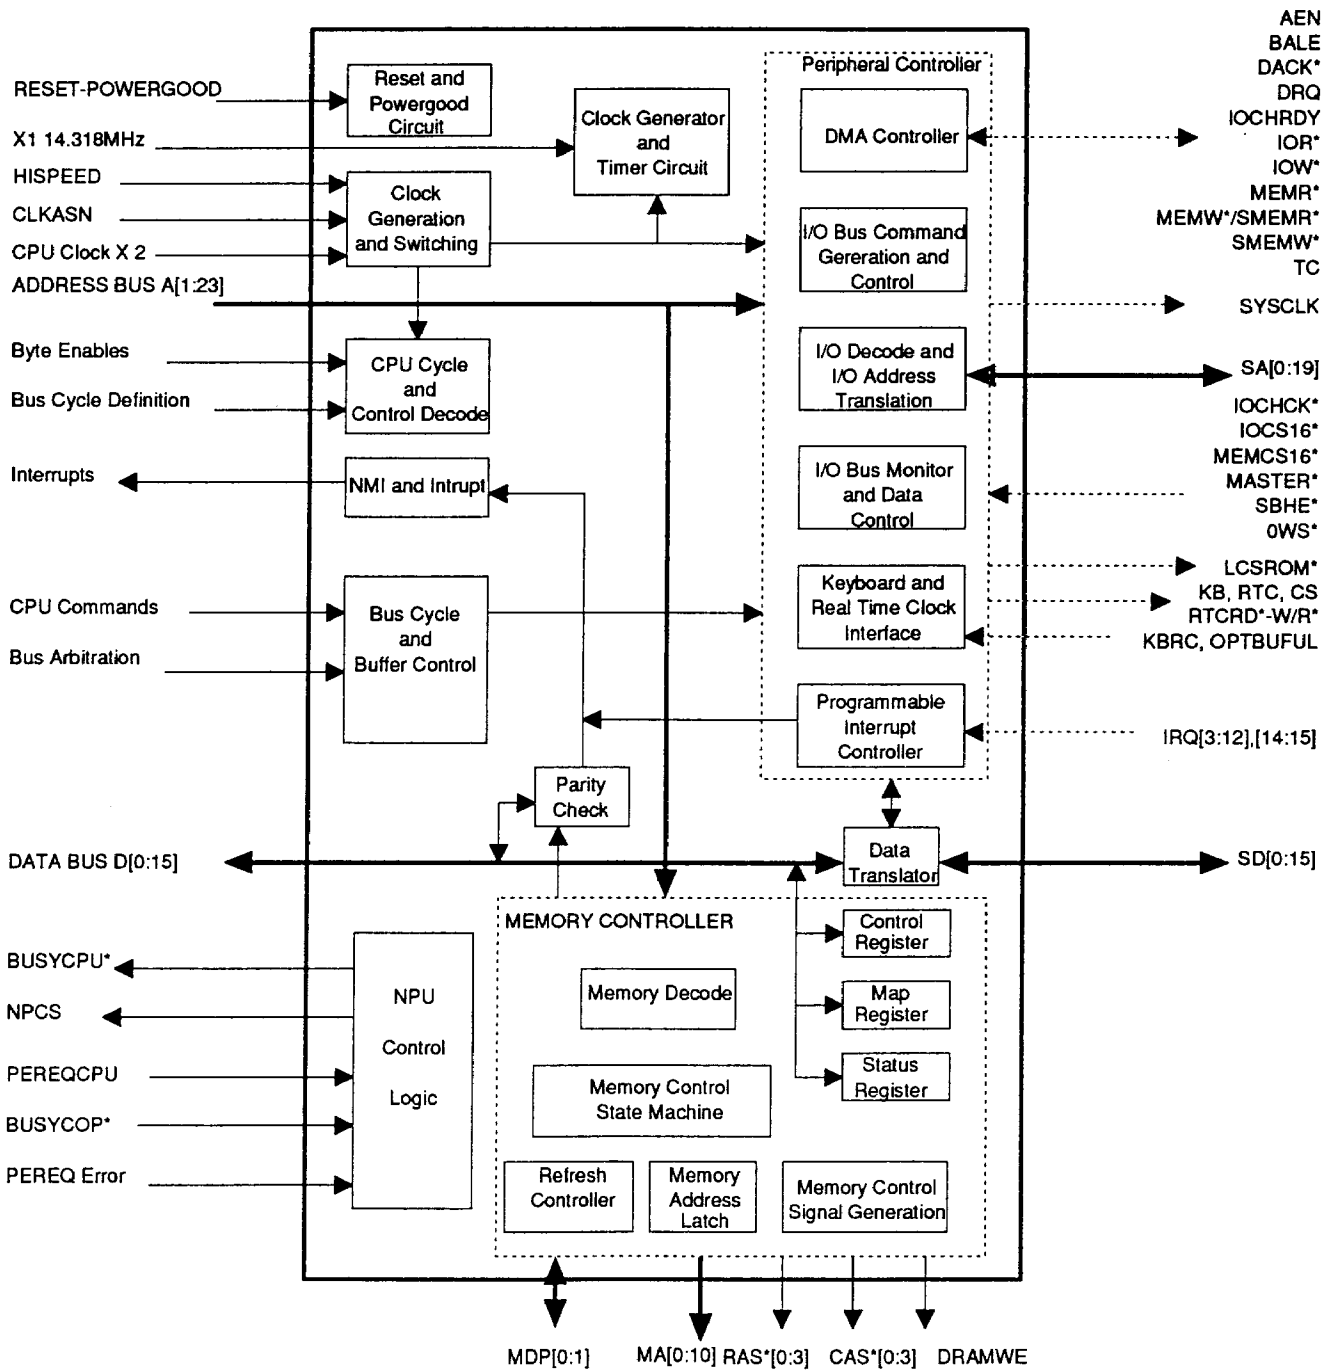 AEN
BALE
DACK*
DRQ
IOCHRDY
IOR*
IOW*
MEMR*
MEMW*/SMEMR*
SMEMW*
TC
SYSCLK
SA[0:19]
IOCHCK*
IOCS16*
MEMCS16*
MASTER*
SBHE*
0WS*
LCSROM*
KB, RTC, CS
RTCRD*-W/R*
KBRC, OPTBUFUL
IRQ[3:12],[14:15]
SD[0:15]
RESET-POWERGOOD
X1 14.318MHz
HISPEED
CLKASN
CPU Clock X 2
ADDRESS BUS A[1:23]
Byte Enables
Bus Cycle Definition
Interrupts
CPU Commands
Bus Arbitration
DATA BUS D[0:15]
BUSYCPU*
NPCS
PEREQCPU
BUSYCOP*
PEREQ Error
Reset and
Powergood
Circuit
Clock Generator
and
Timer Circuit
Clock
Generation
and Switching
CPU Cycle
and
Control Decode
NMI and Intrupt
Bus Cycle
and
Buffer Control
Parity
Check
NPU
Control
Logic
Peripheral Controller
DMA Controller
I/O Bus Command
Gereration and
Control
I/O Decode and
I/O Address
Translation
I/O Bus Monitor
and Data
Control
Keyboard and
Real Time Clock
Interface
Programmable
Interrupt
Controller
Data
Translator
MEMORY CONTROLLER
Control
Register
Memory Decode
Map
Register
Status
Register
Memory Control
State Machine
Refresh
Controller
Memory
Address
Latch
Memory Control
Signal Generation
MDP[0:1]
MA[0:10]
RAS*[0:3]
CAS*[0:3]
DRAMWE